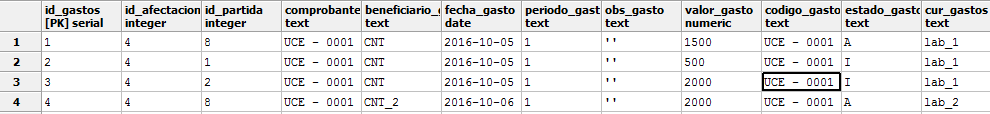 id_gastos id_afectacion id_partida comprobante beneficiario_ fecha_gasto periodo_gast obs_gasto valor_gasto codigo_gasto estado_gasto cur_gastos
[PK] serial integer integer text text date text text numeric text text text
1 1 4 8 UCE - 0001 CNT 2016-10-05 1 '' 1500 UCE - 0001 A lab_1
2 2 4 1 UCE - 0001 CNT 2016-10-05 1 '' 500 UCE - 0001 I lab_1
3 3 4 2 UCE - 0001 CNT 2016-10-05 1 '' 2000 UCE - 0001 I lab_1
4 4 4 8 UCE - 0001 CNT_2 2016-10-06 1 '' 2000 UCE - 0001 A lab_2